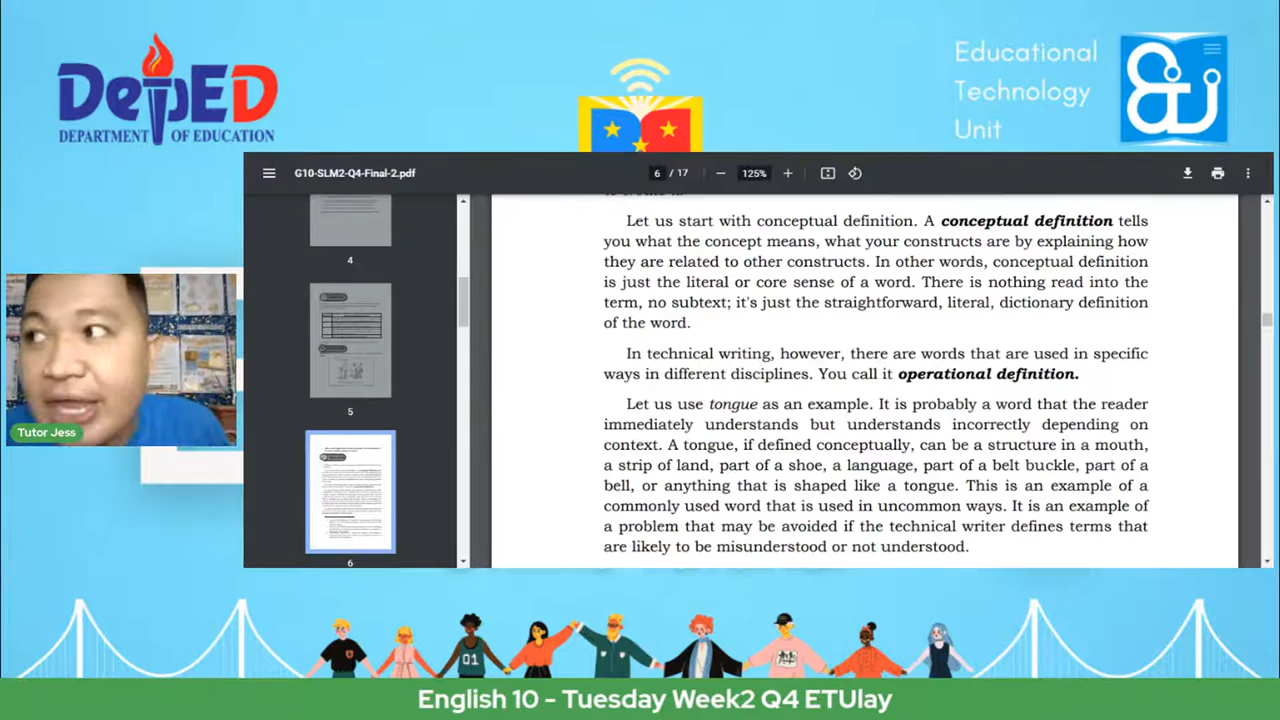 DepED
DEPARTMENT OF EDUCATION
Educational
Technology
Unit
G10-SLM2-Q4-Final-2.pdf
6 / 17
125%
Let us start with conceptual definition. A conceptual definition tells
you what the concept means, what your constructs are by explaining how
they are related to other constructs. In other words, conceptual definition
is just the literal or core sense of a word. There is nothing read into the
term, no subtext; it's just the straightforward, literal, dictionary definition
of the word.
In technical writing, however, there are words that are used in specific
ways in different disciplines. You call it operational definition.
Let us use tongue as an example. It is probably a word that the reader
immediately understands but understands incorrectly depending on
context. A tongue, if defined conceptually, can be a structure in a mouth,
a strip of land, part of a shoe, a language, part of a belt buckle, part of a
bell, or anything that is shaped like a tongue. This is an example of a
commonly used word that is used in uncommon ways. It is an example of
a problem that may be avoided if the technical writer defines terms that
are likely to be misunderstood or not understood.
4
5
6
Tutor Jess
01
English 10 - Tuesday Week2 Q4 ETUlay